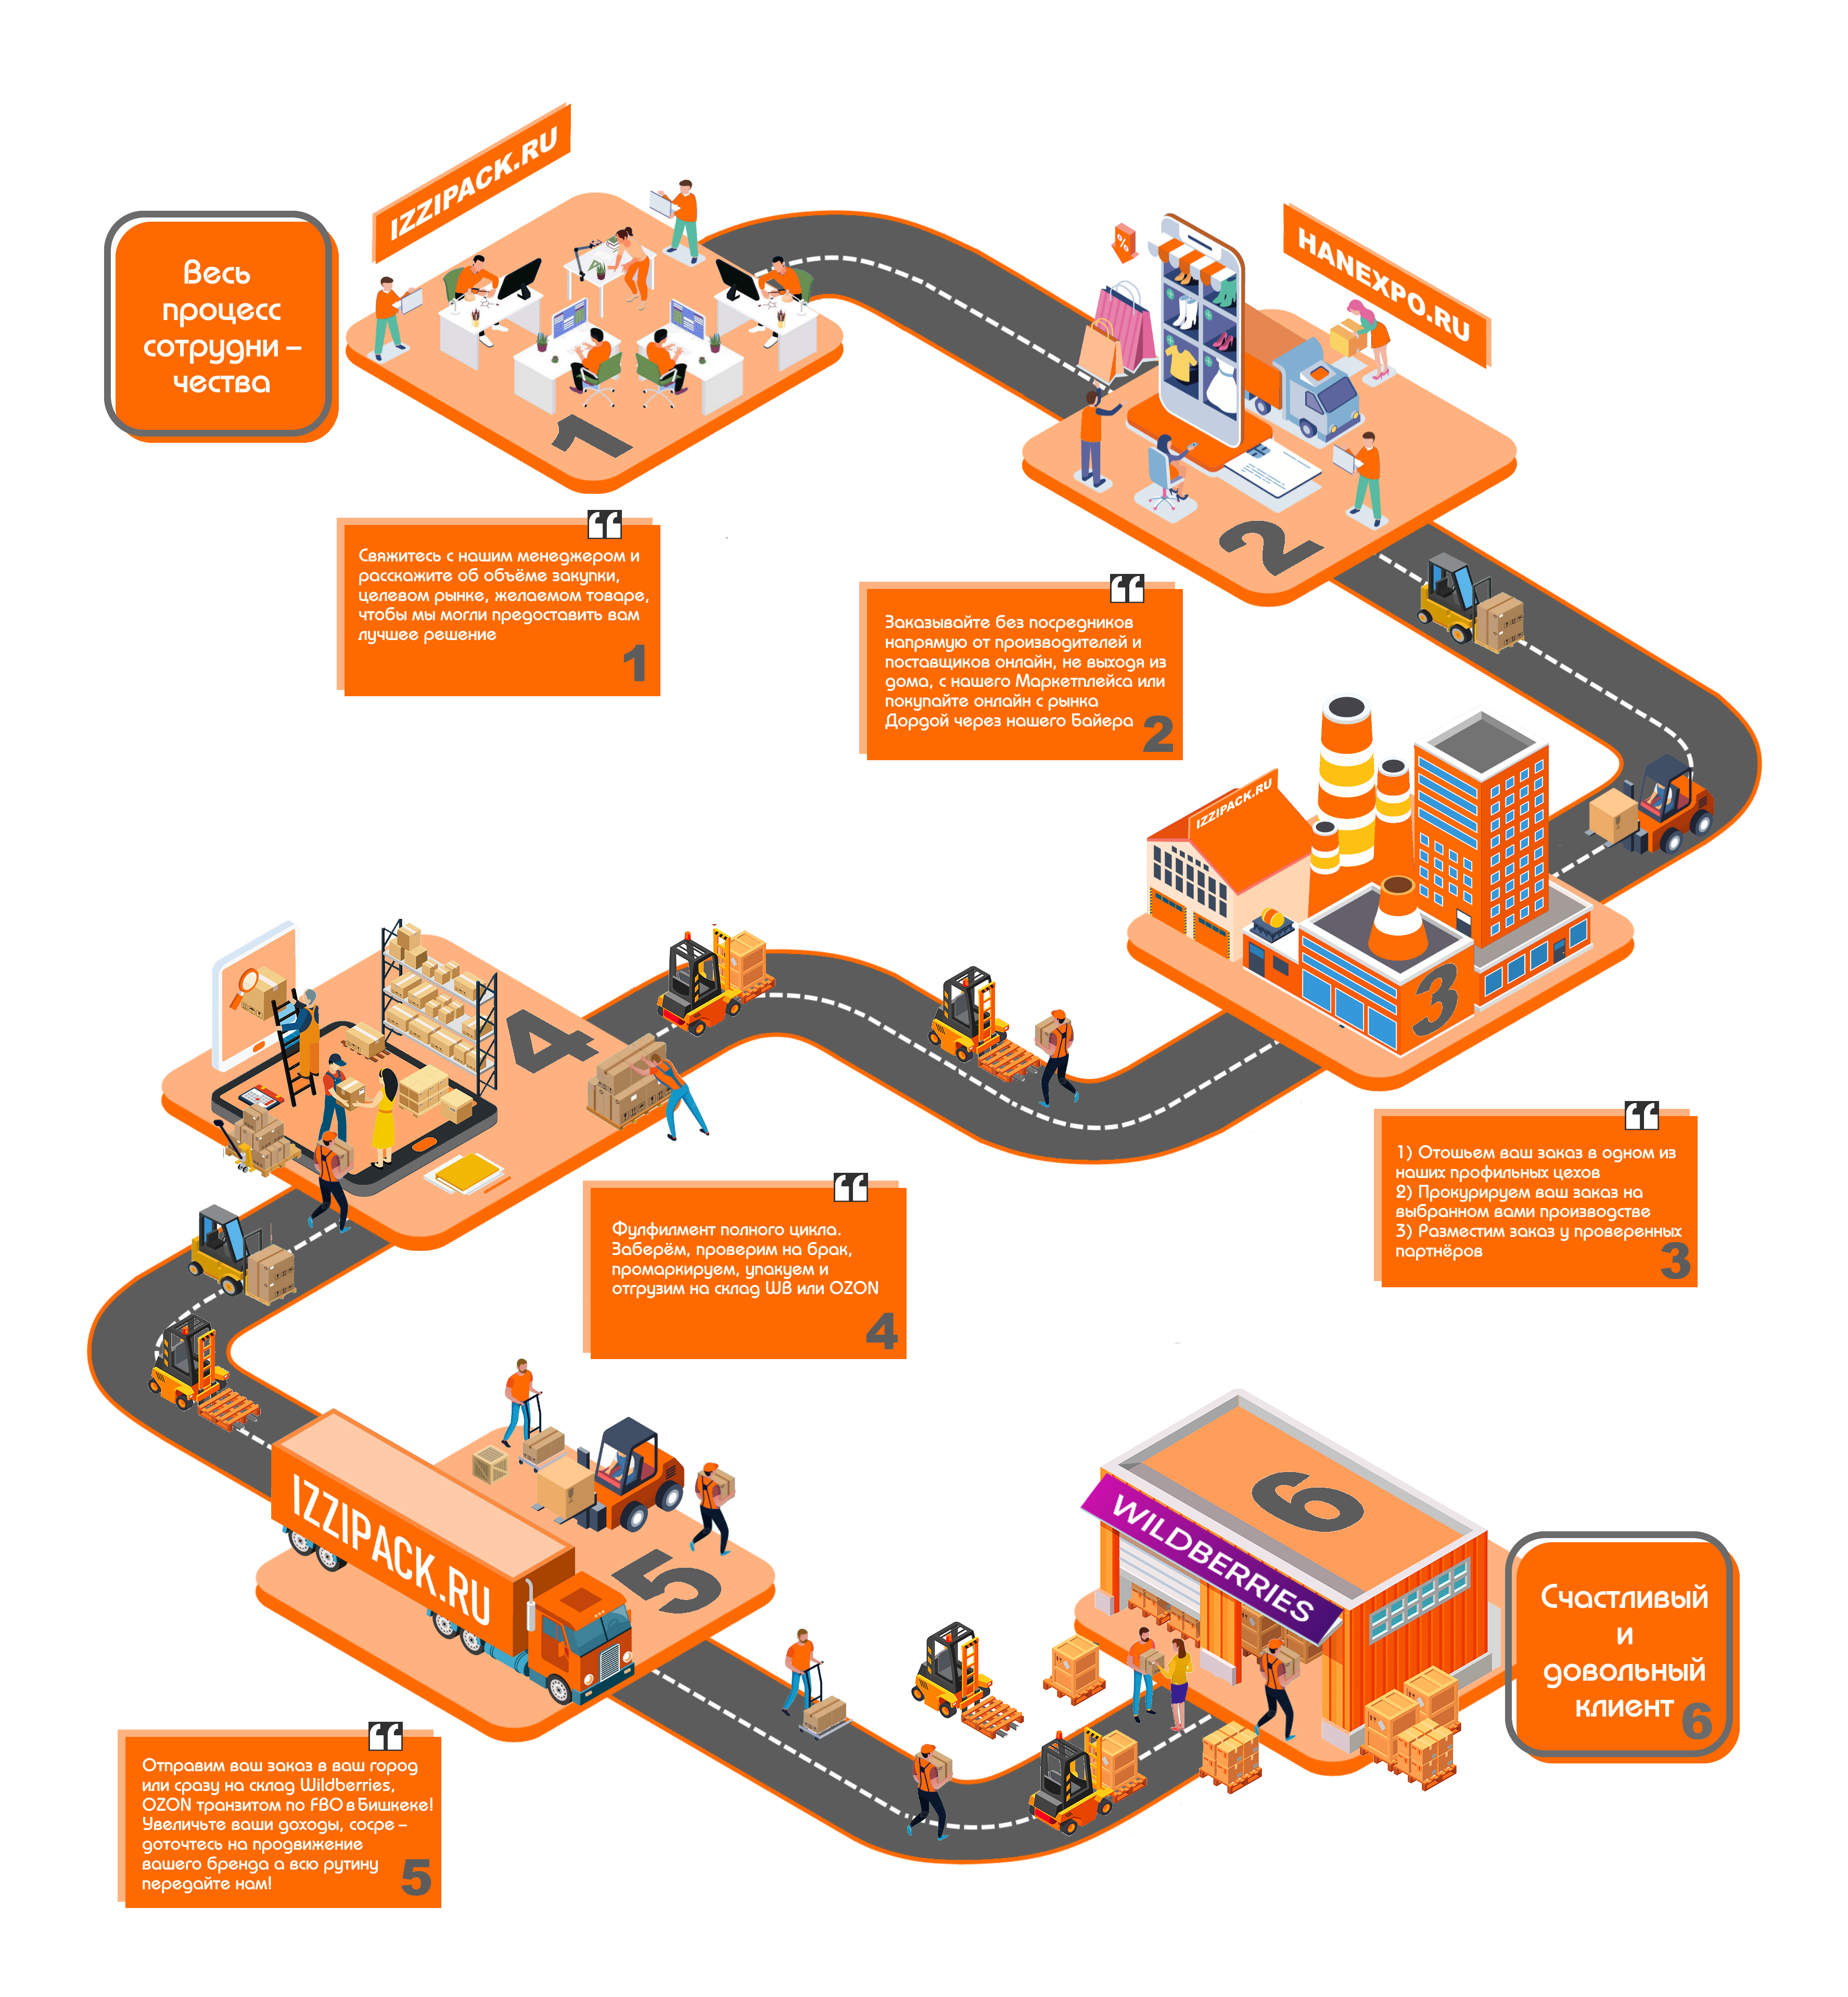 IZZIPACK.RU
Весь
процесс
сотрудни –
чества
HANEXPO.RU
%
1
2
Свяжитесь с нашим менеджером и
расскажите об объёме закупки,
целевом рынке, желаемом товаре,
чтобы мы могли предоставить вам
лучшее решение
1
Заказывайте без посредников
напрямую от производителей и
поставщиков онлайн, не выходя из
дома, с нашего Маркетплейса или
покупайте онлайн с рынка
Дордой через нашего Байера
2
IZZIPACK.RU
3
4
1) Отошьем ваш заказ в одном из
наших профильных цехов
2) Прокурируем ваш заказ на
выбранном вами производстве
3) Разместим заказ у проверенных
партнёров
3
Фулфилмент полного цикла.
Заберём, проверим на брак,
промаркируем, упакуем и
отгрузим на склад WB или OZON
4
IZZIPACK.RU
5
6
WILDBERRIES
Счастливый
и
довольный
клиент
6
Отправим ваш заказ в ваш город
или сразу на склад Wildberries,
OZON транзитом по FBO в Бишкеке!
Увеличьте ваши доходы, сосре –
доточтесь на продвижение
вашего бренда а всю рутину
передайте нам!
5